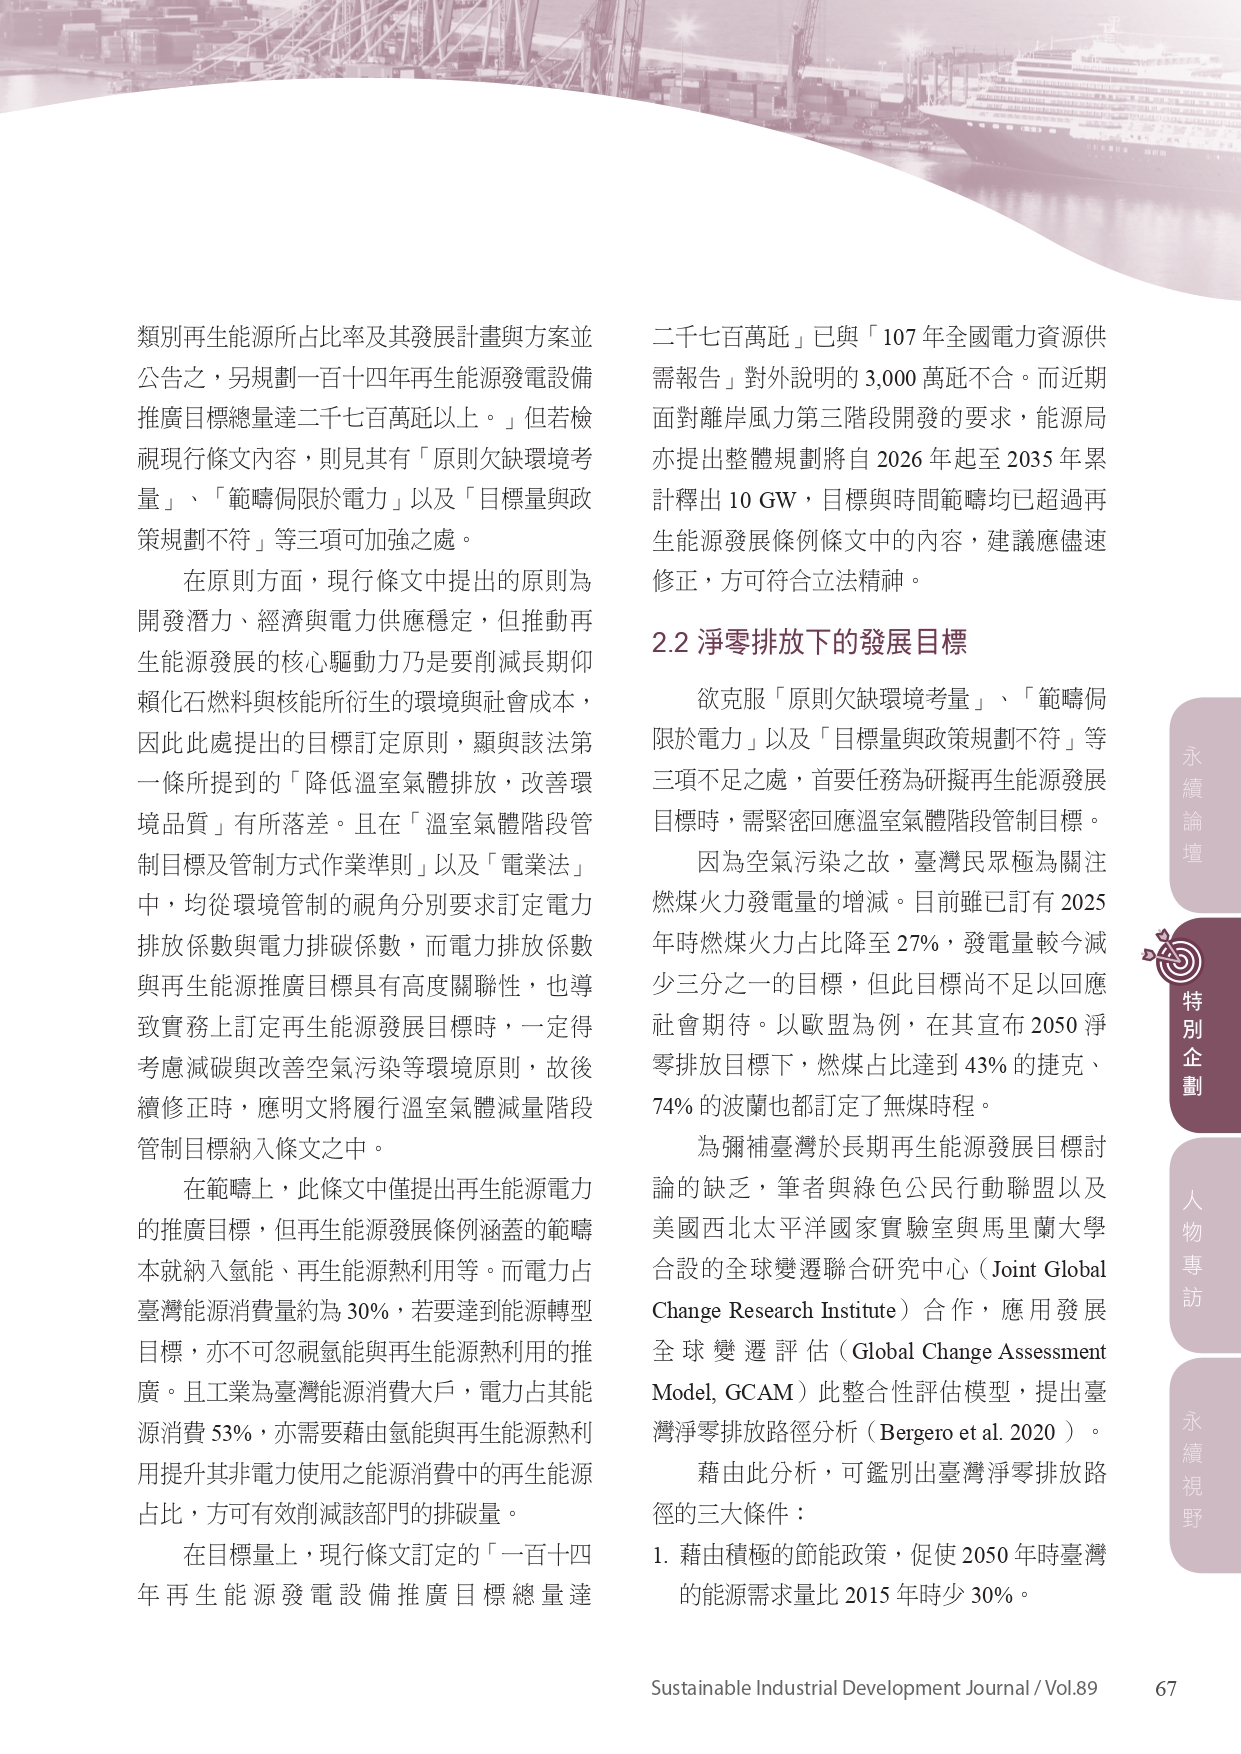 類別再生能源所占比率及其發展計畫與方案並
公告之，另規劃一百十四年再生能源發電設備
推廣目標總量達二千七百萬瓩以上。」但若檢
視現行條文內容，則見其有「原則欠缺環境考
量」、「範疇侷限於電力」以及「目標量與政
策規劃不符」等三項可加強之處。
在原則方面，現行條文中提出的原則為
開發潛力、經濟與電力供應穩定，但推動再
生能源發展的核心驅動力乃是要削減長期仰
賴化石燃料與核能所衍生的環境與社會成本，
因此此處提出的目標訂定原則，顯與該法第
一條所提到的「降低溫室氣體排放，改善環
境品質」有所落差。且在「溫室氣體階段管
制目標及管制方式作業準則」以及「電業法」
中，均從環境管制的視角分別要求訂定電力
排放係數與電力排碳係數，而電力排放係數
與再生能源推廣目標具有高度關聯性，也導
致實務上訂定再生能源發展目標時，一定得
考慮減碳與改善空氣污染等環境原則，故後
續修正時，應明文將履行溫室氣體減量階段
管制目標納入條文之中。
在範疇上，此條文中僅提出再生能源電力
的推廣目標，但再生能源發展條例涵蓋的範疇
本就納入氫能、再生能源熱利用等。而電力占
臺灣能源消費量約為 30%，若要達到能源轉型
目標，亦不可忽視氫能與再生能源熱利用的推
廣。且工業為臺灣能源消費大戶，電力占其能
源消費 53%，亦需要藉由氫能與再生能源熱利
用提升其非電力使用之能源消費中的再生能源
占比，方可有效削減該部門的排碳量。
在目標量上，現行條文訂定的「一百十四
年再生能源發電設備推廣目標總量達
二千七百萬瓩」已與「107 年全國電力資源供
需報告」對外說明的 3,000 萬瓩不合。而近期
面對離岸風力第三階段開發的要求，能源局
亦提出整體規劃將自 2026 年起至 2035 年累
計釋出 10 GW，目標與時間範疇均已超過再
生能源發展條例條文中的內容，建議應儘速
修正，方可符合立法精神。
2.2 淨零排放下的發展目標
欲克服「原則欠缺環境考量」、「範疇侷
限於電力」以及「目標量與政策規劃不符」等
三項不足之處，首要任務為研擬再生能源發展
目標時，需緊密回應溫室氣體階段管制目標。
因為空氣污染之故，臺灣民眾極為關注
燃煤火力發電量的增減。目前雖已訂有 2025
年時燃煤火力占比降至 27%，發電量較今減
少三分之一的目標，但此目標尚不足以回應
社會期待。以歐盟為例，在其宣布 2050 淨
零排放目標下，燃煤占比達到 43% 的捷克、
74% 的波蘭也都訂定了無煤時程。
為彌補臺灣於長期再生能源發展目標討
論的缺乏，筆者與綠色公民行動聯盟以及
美國西北太平洋國家實驗室與馬里蘭大學
合設的全球變遷聯合研究中心（Joint Global
Change Research Institute）合作，應用發展
全球變遷評估（Global Change Assessment
Model, GCAM）此整合性評估模型，提出臺
灣淨零排放路徑分析（Bergero et al. 2020 ）。
藉由此分析，可鑑別出臺灣淨零排放路
徑的三大條件：
1. 藉由積極的節能政策，促使 2050 年時臺灣
的能源需求量比 2015 年時少 30%。
永續論壇
特別企劃
人物專訪
永續視野
Sustainable Industrial Development Journal / Vol.89
67